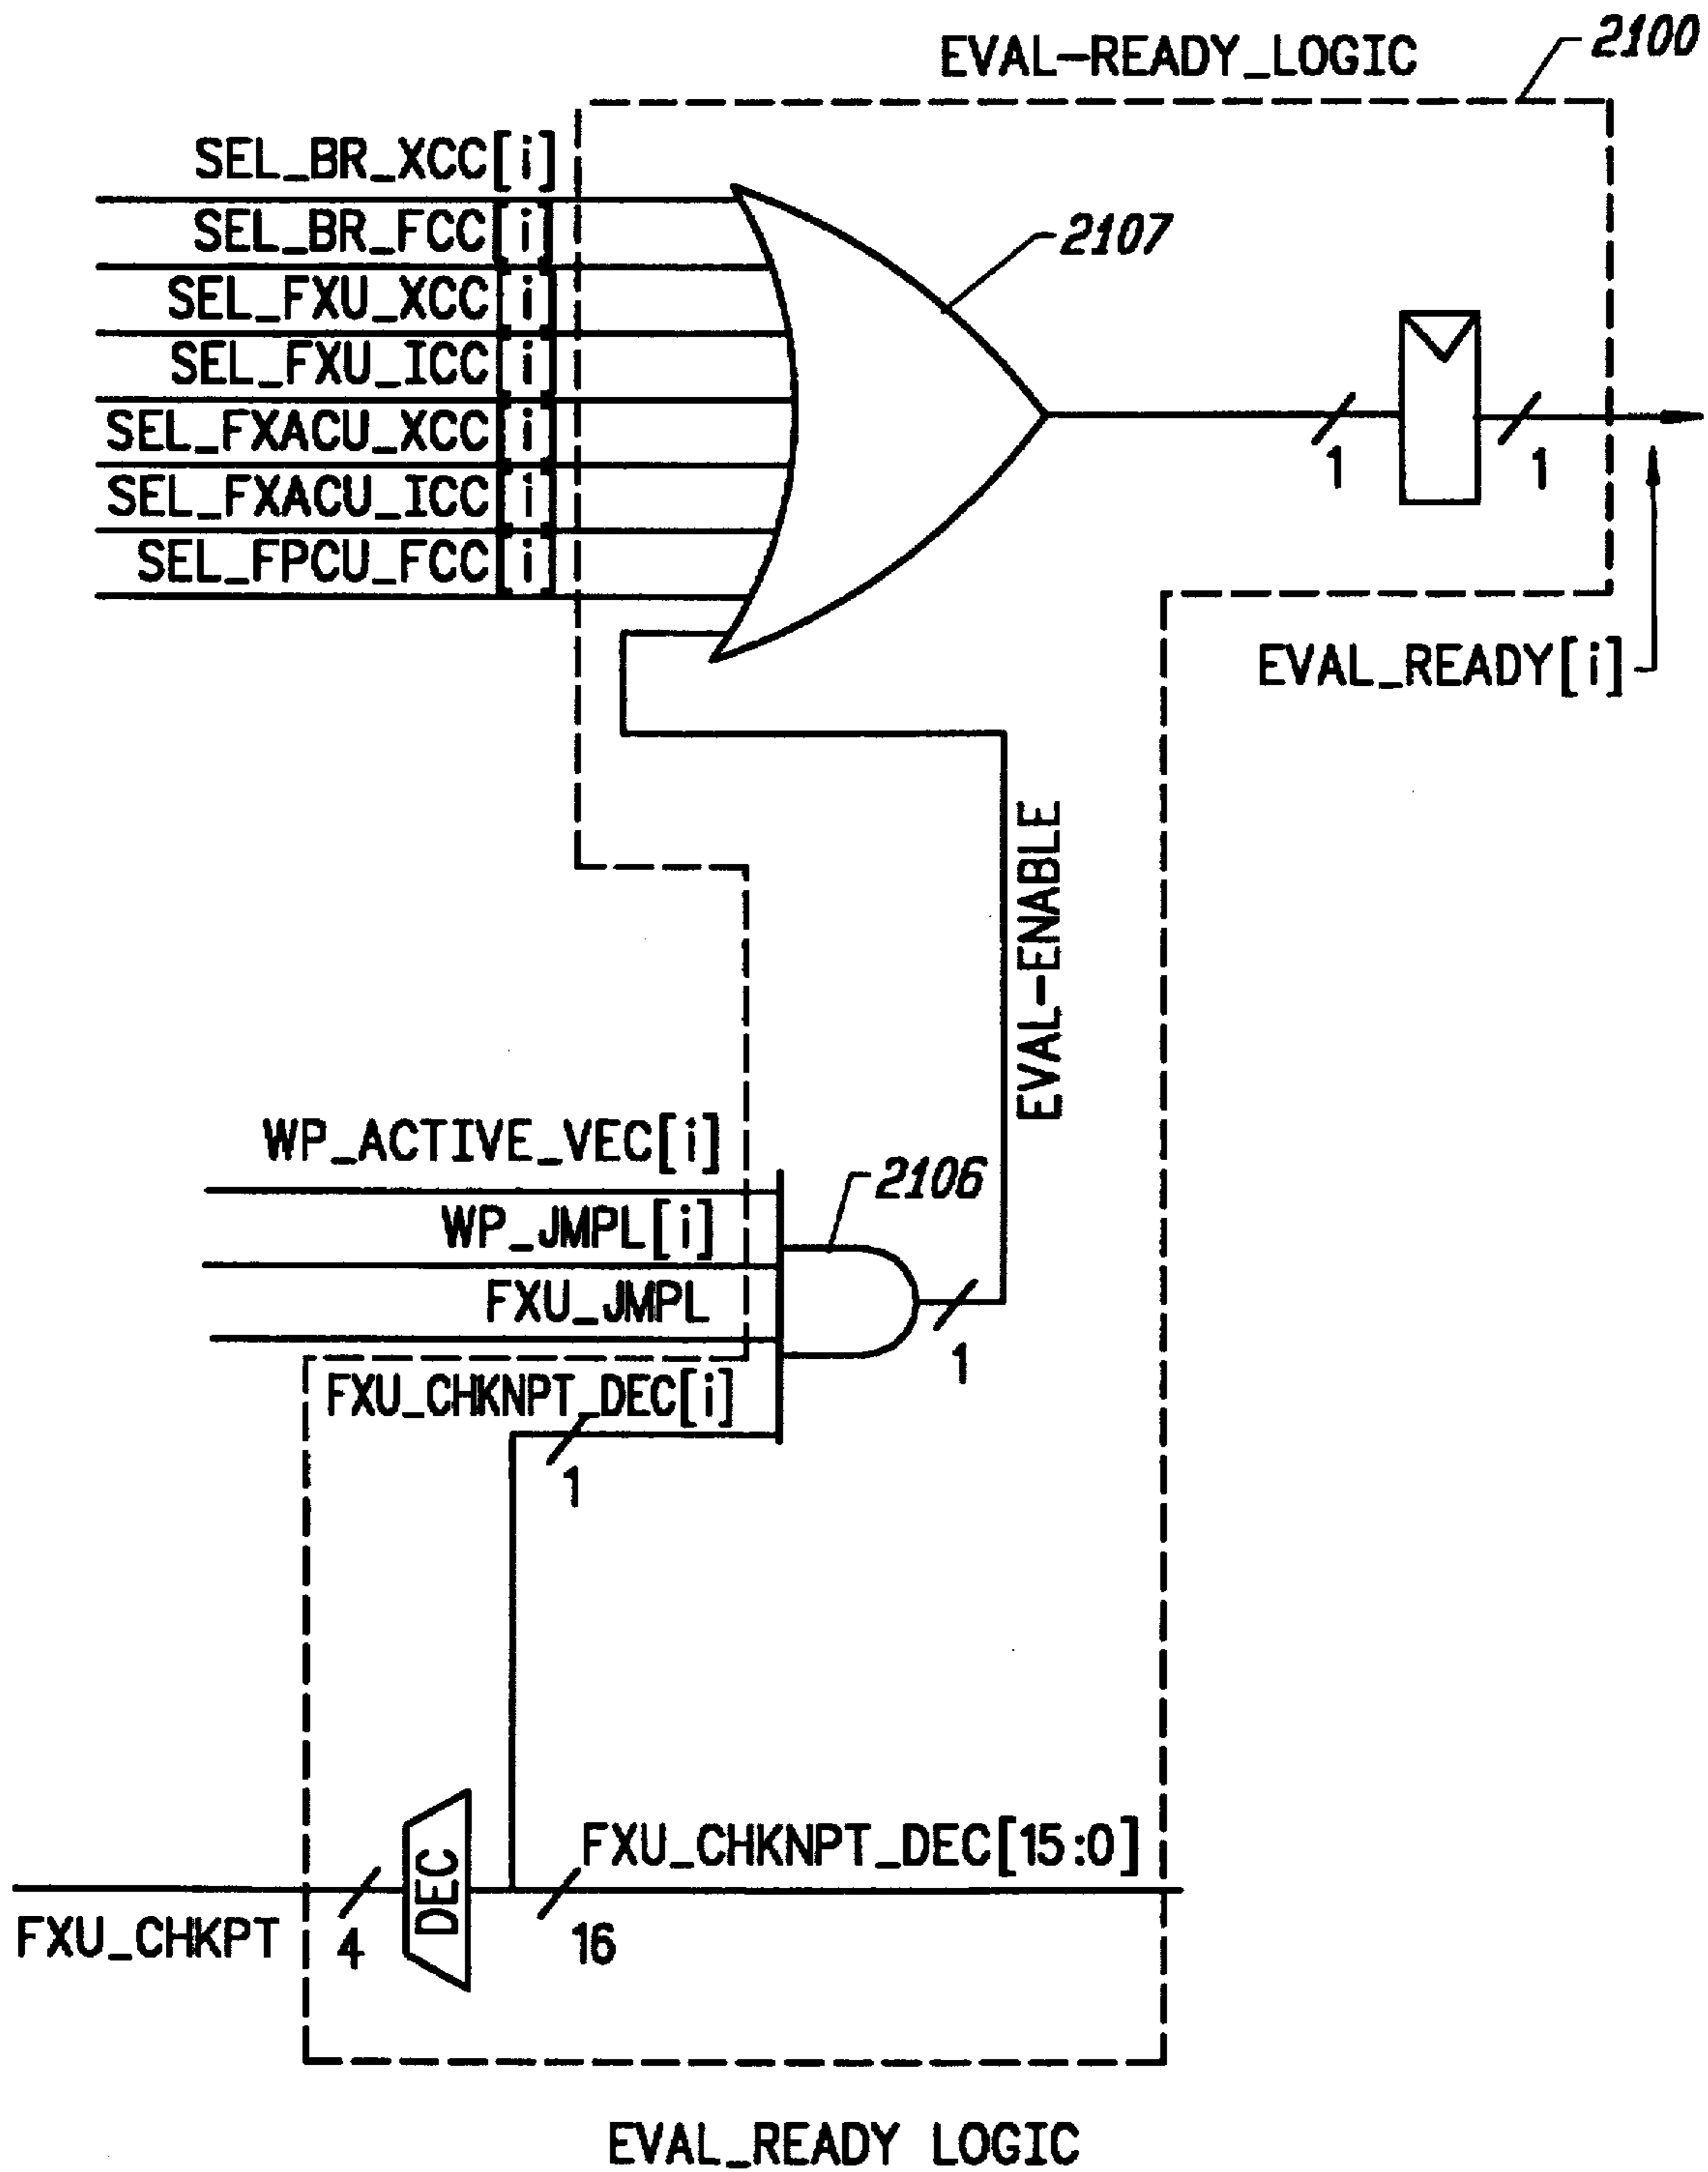 EVAL-READY_LOGIC
2100
SEL_BR_XCC[i]
SEL_BR_FCC[i]
SEL_FXU_XCC[i]
SEL_FXU_ICC[i]
SEL_FXACU_XCC[i]
SEL_FXACU_ICC[i]
SEL_FPCU_FCC[i]
2107
1
1
EVAL_READY[i]
EVAL-ENABLE
WP_ACTIVE_VEC[i]
WP_JMPL[i]
FXU_JMPL
FXU_CHKNPT_DEC[i]
2106
1
1
FXU_CHKPT
4
DEC
16
FXU_CHKNPT_DEC[15:0]
EVAL_READY LOGIC